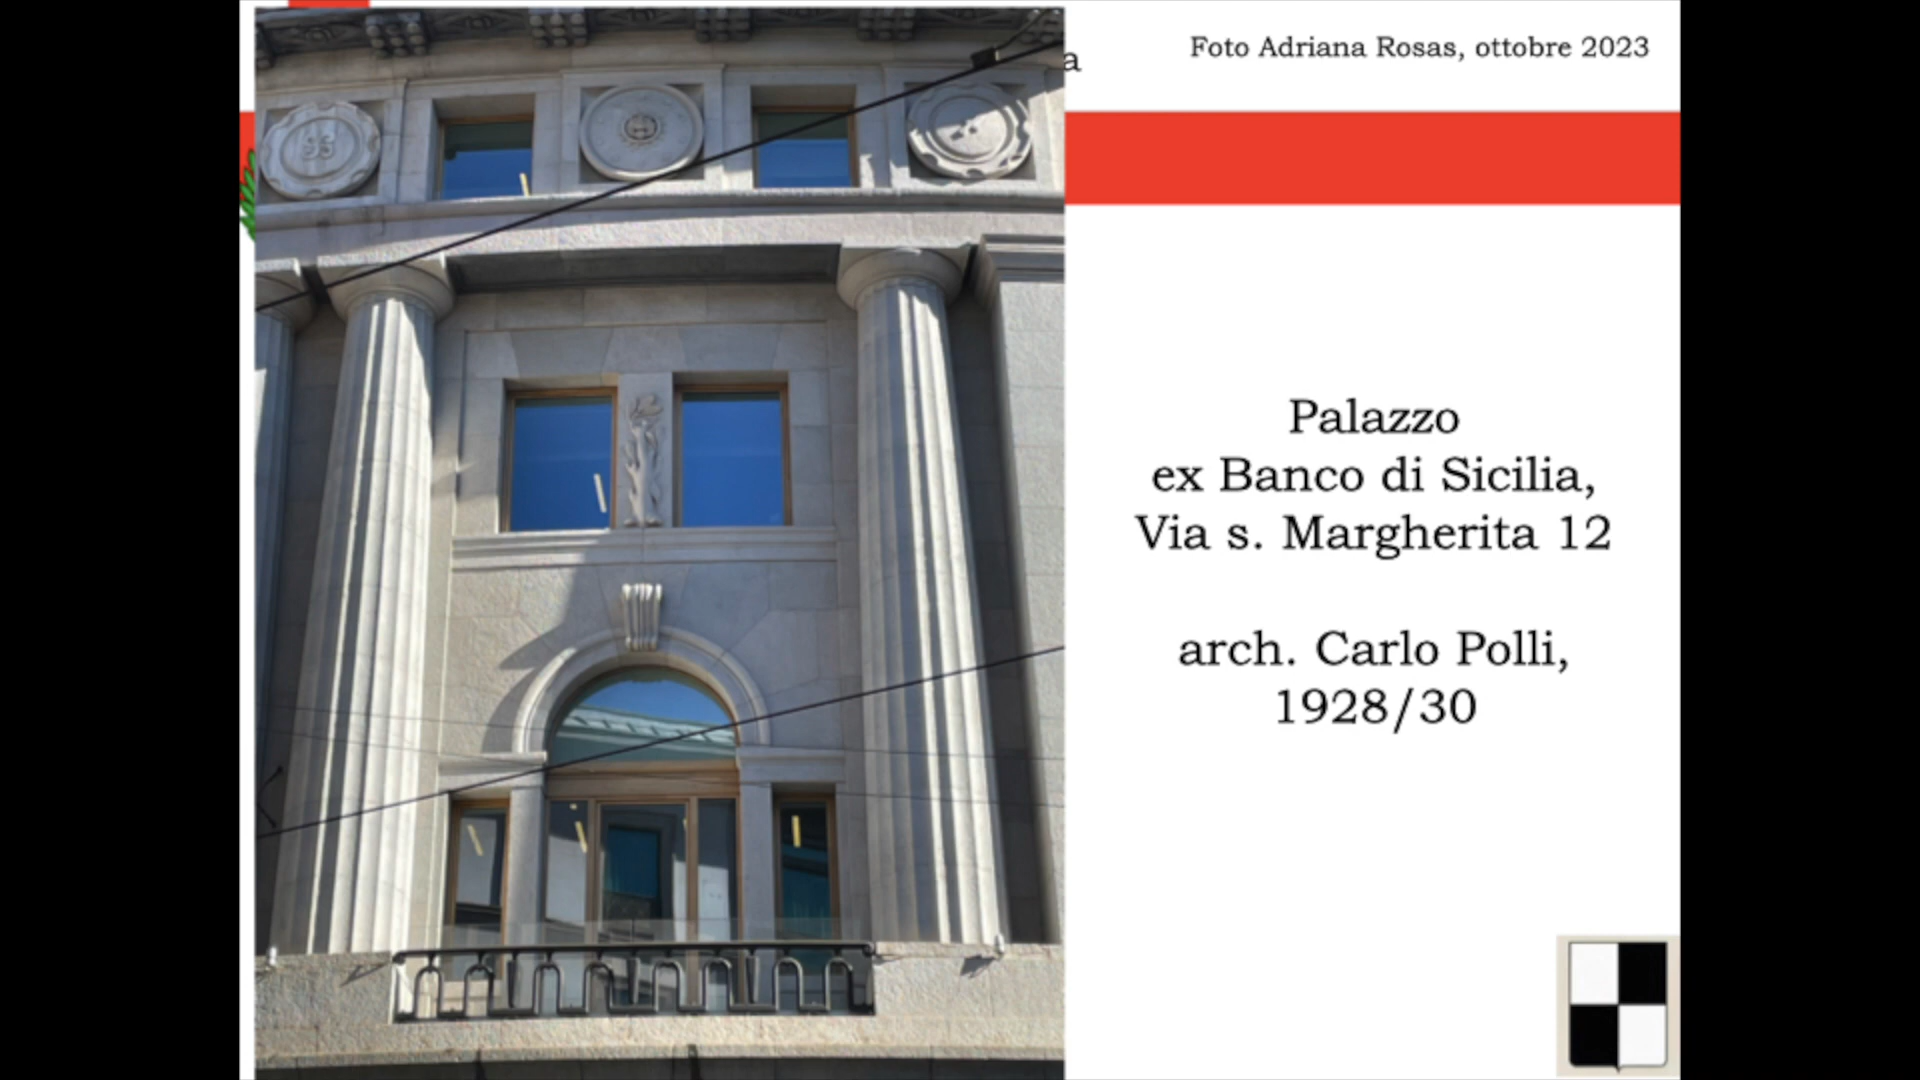 a
Foto Adriana Rosas, ottobre 2023
Palazzo
ex Banco di Sicilia,
Via s. Margherita 12
arch. Carlo Polli,
1928/30